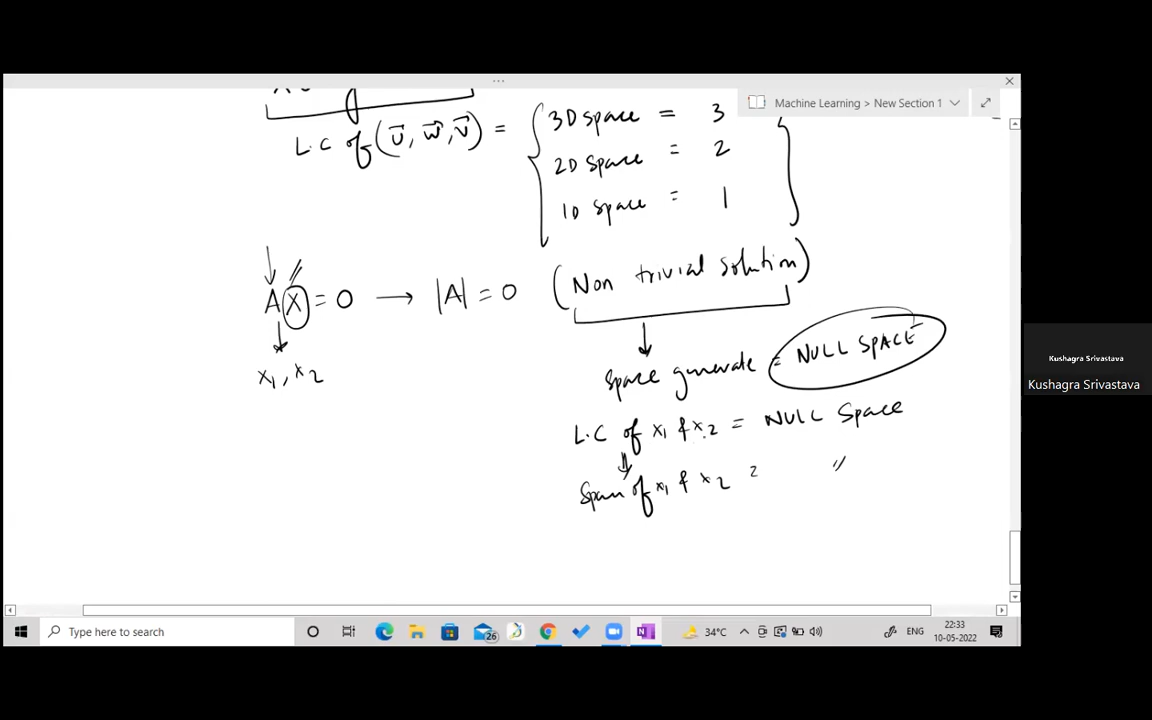 Machine Learning > New Section 1
L.C of (U, W, V) = 3D space = 3
2D space = 2
1D space = 1
AX = 0 → |A| = 0 (Non trivial solution)
Space generate = NULL SPACE
x1, x2
L.C of x1 & x2 = NULL Space
Span of x1 & x2 = "
Kushagra Srivastava
Kushagra Srivastava
Type here to search
26
34°C
ENG
22:33
10-05-2022